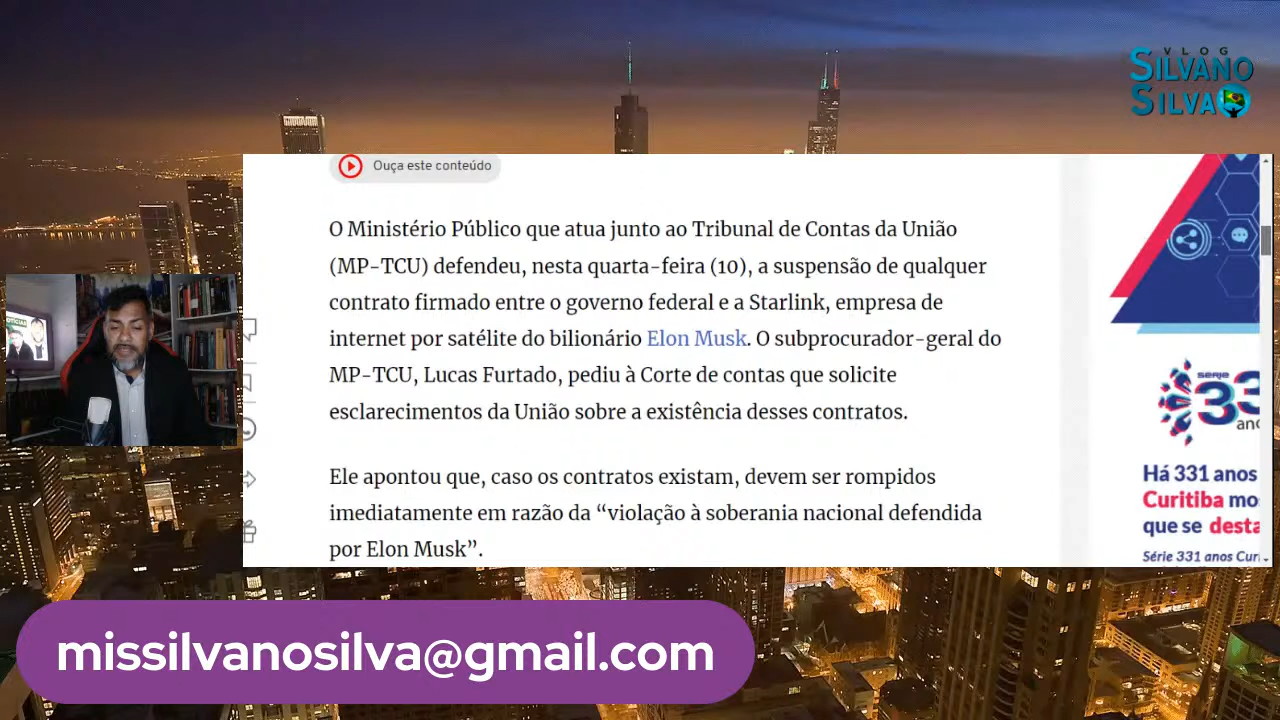 VLOG
SILVANO
SILVA
Ouça este conteúdo
O Ministério Público que atua junto ao Tribunal de Contas da União
(MP-TCU) defendeu, nesta quarta-feira (10), a suspensão de qualquer
contrato firmado entre o governo federal e a Starlink, empresa de
internet por satélite do bilionário Elon Musk. O subprocurador-geral do
MP-TCU, Lucas Furtado, pediu à Corte de contas que solicite
esclarecimentos da União sobre a existência desses contratos.
Ele apontou que, caso os contratos existam, devem ser rompidos
imediatamente em razão da “violação à soberania nacional defendida
por Elon Musk”.
SERIE
33
Há 331 anos
Curitiba mo
que se desta
Série 331 anos Curi
missilvanosilva@gmail.com